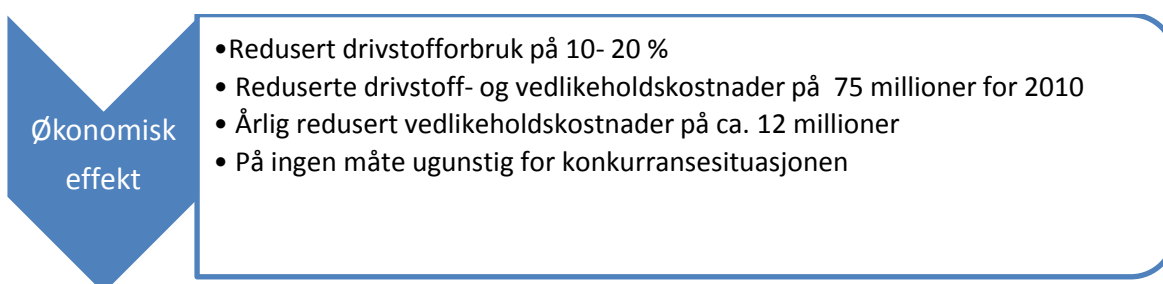 Økonomisk
effekt
•Redusert drivstofforbruk på 10- 20 %
• Reduserte drivstoff- og vedlikeholdskostnader på  75 millioner for 2010
• Årlig redusert vedlikeholdskostnader på ca. 12 millioner
• På ingen måte ugunstig for konkurransesituasjonen